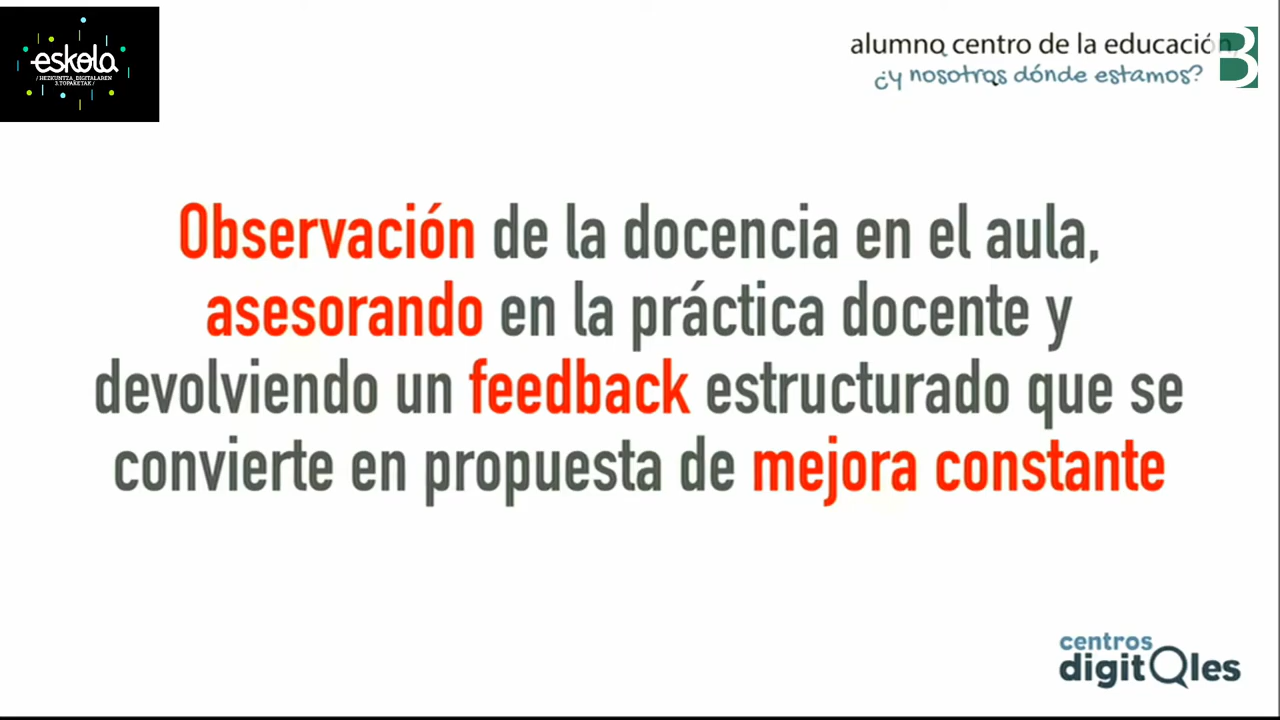 eskola
/ HEZKUNTZA_DIGITALAREN
3.TOPAKETAK /
alumno, centro de la educación,
¿y nosotros dónde estamos?
B
Observación de la docencia en el aula,
asesorando en la práctica docente y
devolviendo un feedback estructurado que se
convierte en propuesta de mejora constante
centros
digitales